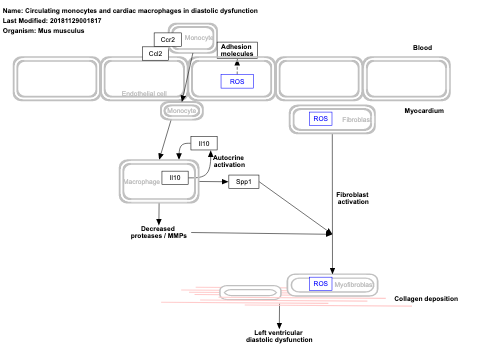 Name: Circulating monocytes and cardiac macrophages in diastolic dysfunction
Last Modified: 20181129001817
Organism: Mus musculus
Ccr2
Monocyte
Ccl2
Adhesion
molecules
Blood
ROS
Endothelial cell
Monocyte
Myocardium
ROS
Fibroblas
Il10
Autocrine
activation
Macrophage
Il10
Spp1
Fibroblast
activation
Decreased
proteases / MMPs
ROS
Myofibroblas
Collagen deposition
Left ventricular
diastolic dysfunction